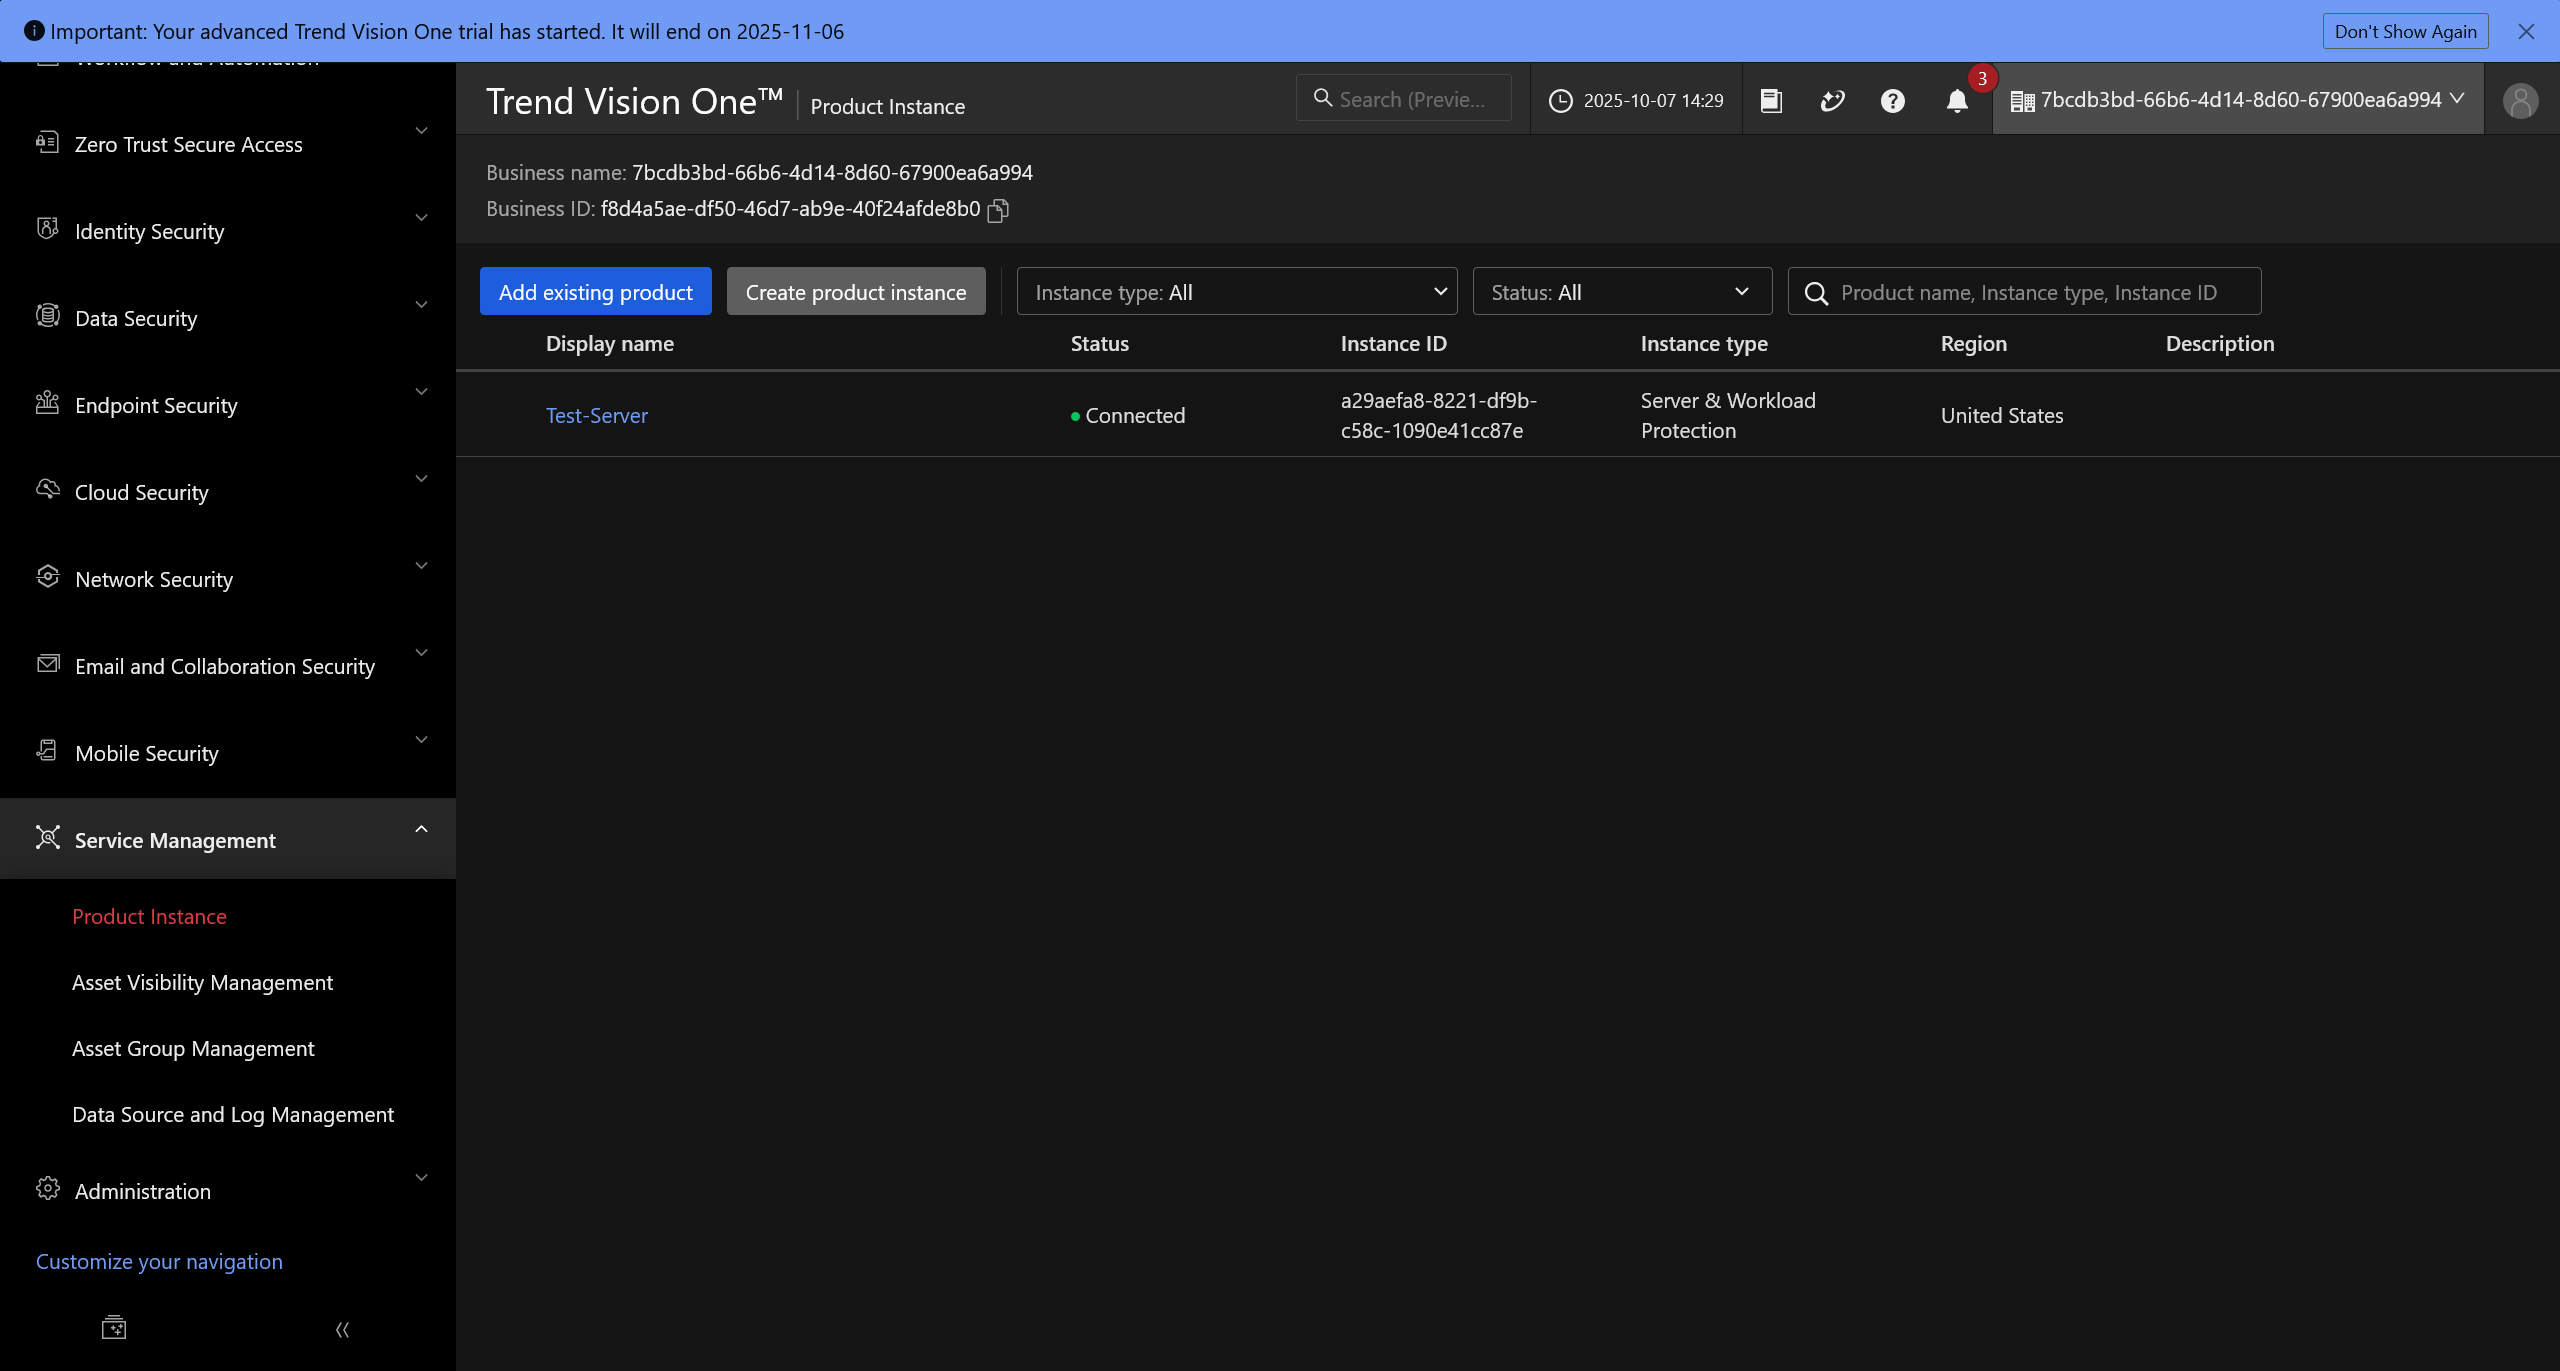 Important: Your advanced Trend Vision One trial has started. It will end on 2025-11-06
Don't Show Again
Workflow and Automation
Zero Trust Secure Access
Identity Security
Data Security
Endpoint Security
Cloud Security
Network Security
Email and Collaboration Security
Mobile Security
Service Management
Product Instance
Asset Visibility Management
Asset Group Management
Data Source and Log Management
Administration
Customize your navigation
Trend Vision One™
Product Instance
Search (Previe...
2025-10-07 14:29
3
7bcdb3bd-66b6-4d14-8d60-67900ea6a994
Business name: 7bcdb3bd-66b6-4d14-8d60-67900ea6a994
Business ID: f8d4a5ae-df50-46d7-ab9e-40f24afde8b0
Add existing product
Create product instance
Instance type: All
Status: All
Product name, Instance type, Instance ID
Display name Status Instance ID Instance type Region Description
Test-Server
Connected
a29aefa8-8221-df9b-
c58c-1090e41cc87e
Server & Workload
Protection
United States